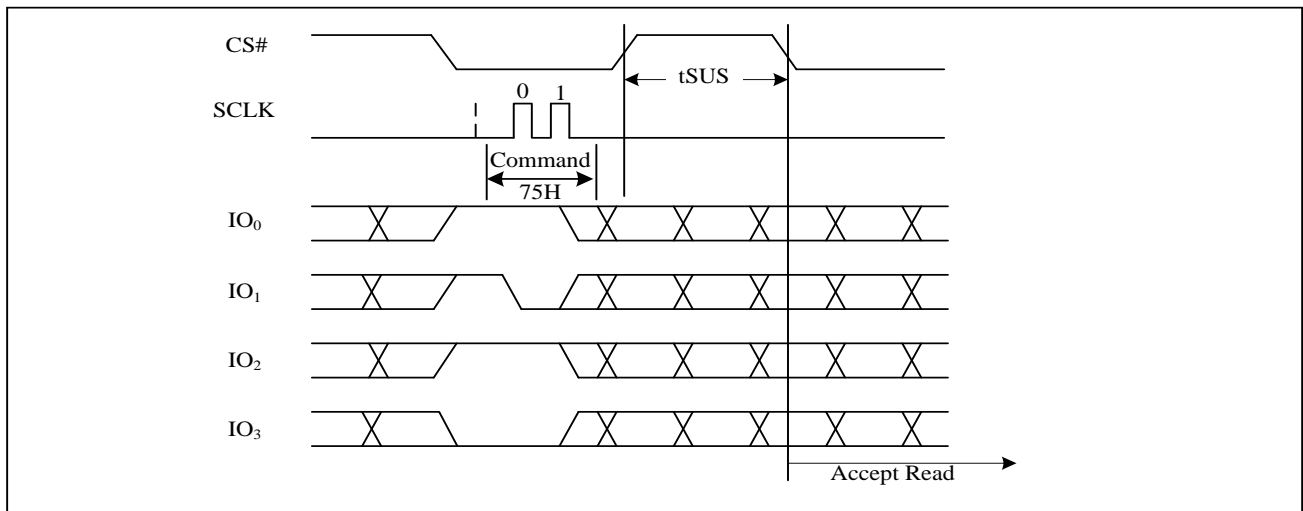 CS#
tSUS
SCLK
0 1
Command
75H
IO₀
IO₁
IO₂
IO₃
Accept Read